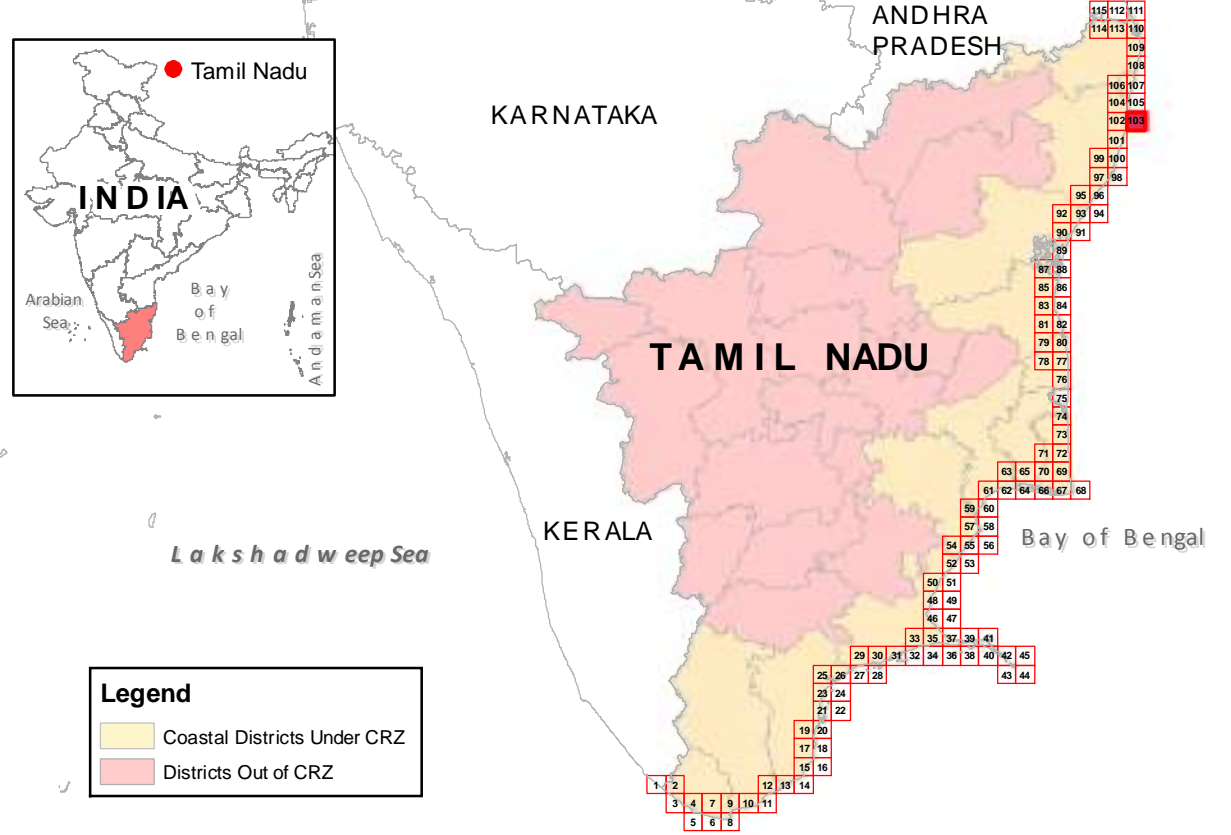 ANDHRA
PRADESH
115 112 111
114 113 110
109
108
106 107
104 105
102 103
101
99 100
97 98
95 96
92 93 94
90 91
89
87 88
85 86
83 84
81 82
79 80
78 77
76
75
74
73
71 72
63 65 70 69
61 62 64 66 67 68
59 60
57 58
54 55 56
52 53
50 51
48 49
46 47
33 35 37 39 41
29 30 31 32 34 36 38 40 42 45
25 26 27 28 43 44
23 24
21 22
19 20
17 18
15 16
1 2 12 13 14
3 4 7 9 10 11
5 6 8
Tamil Nadu
INDIA
Arabian
Sea
Bay
of
Bengal
Andaman Sea
KARNATAKA
TAMIL NADU
KERALA
Lakshadweep Sea
Bay of Bengal
Legend
Coastal Districts Under CRZ
Districts Out of CRZ